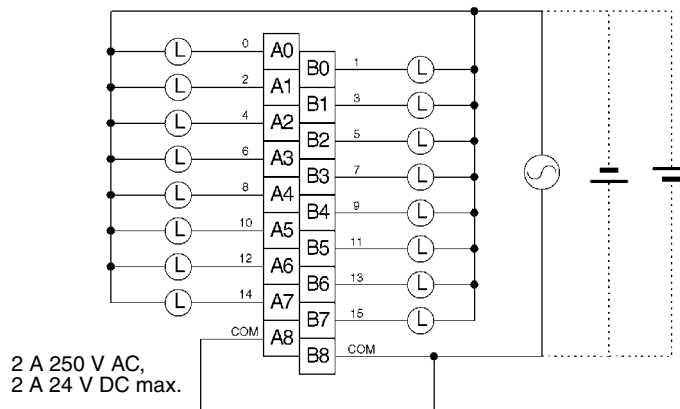 L 0 A0
B0 1 L
L 2 A1
B1 3 L
L 4 A2
B2 5 L
L 6 A3
B3 7 L
L 8 A4
B4 9 L
L 10 A5
B5 11 L
L 12 A6
B6 13 L
L 14 A7
B7 15 L
COM A8
B8 COM
2 A 250 V AC,
2 A 24 V DC max.